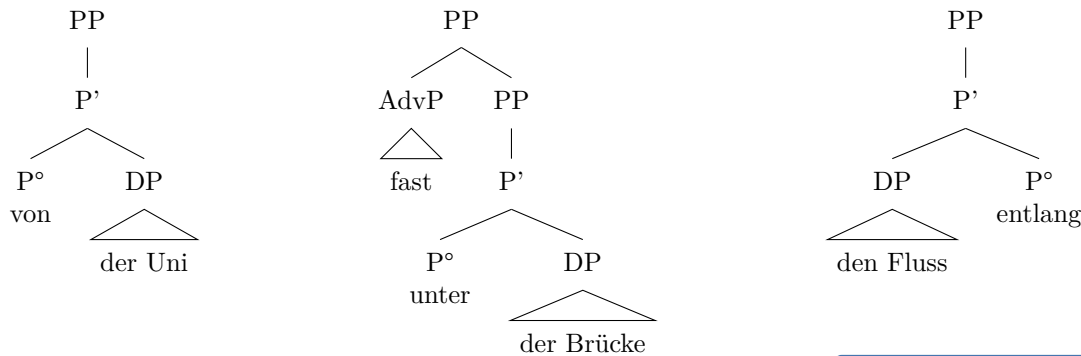 PP PP PP
P’ AdvP PP P’
P° DP fast P’ DP P°
von der Uni P° DP den Fluss entlang
unter der Brücke